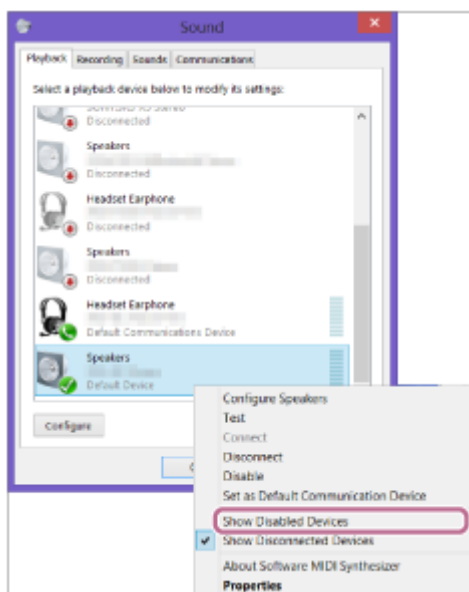 Sound
Playback Recording Sounds Communications
Select a playback device below to modify its settings:
Stereo
Disconnected
Speakers
Disconnected
Headset Earphone
Disconnected
Speakers
Disconnected
Headset Earphone
Default Communications Device
Speakers
Default Device
Configure
Configure Speakers
Test
Connect
Disconnect
Disable
Set as Default Communication Device
Show Disabled Devices
Show Disconnected Devices
About Software MIDI Synthesizer
Properties